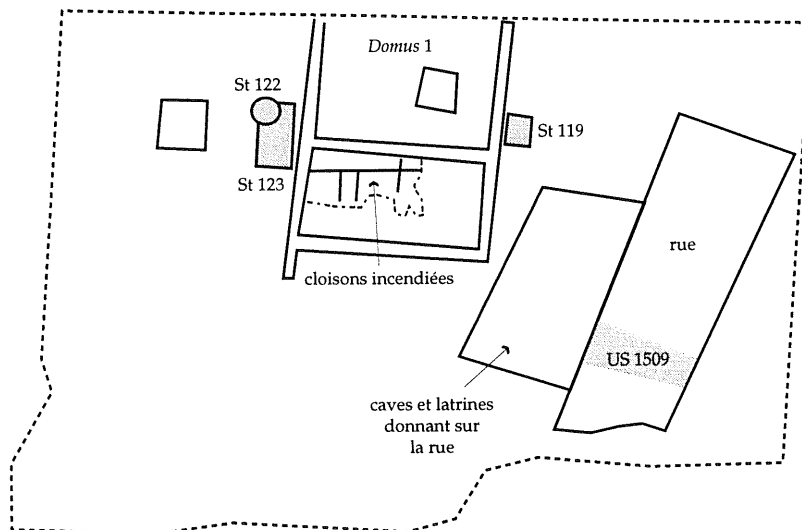 Domus 1
St 122
St 119
St 123
rue
cloisons incendiées
US 1509
caves et latrines
donnant sur
la rue